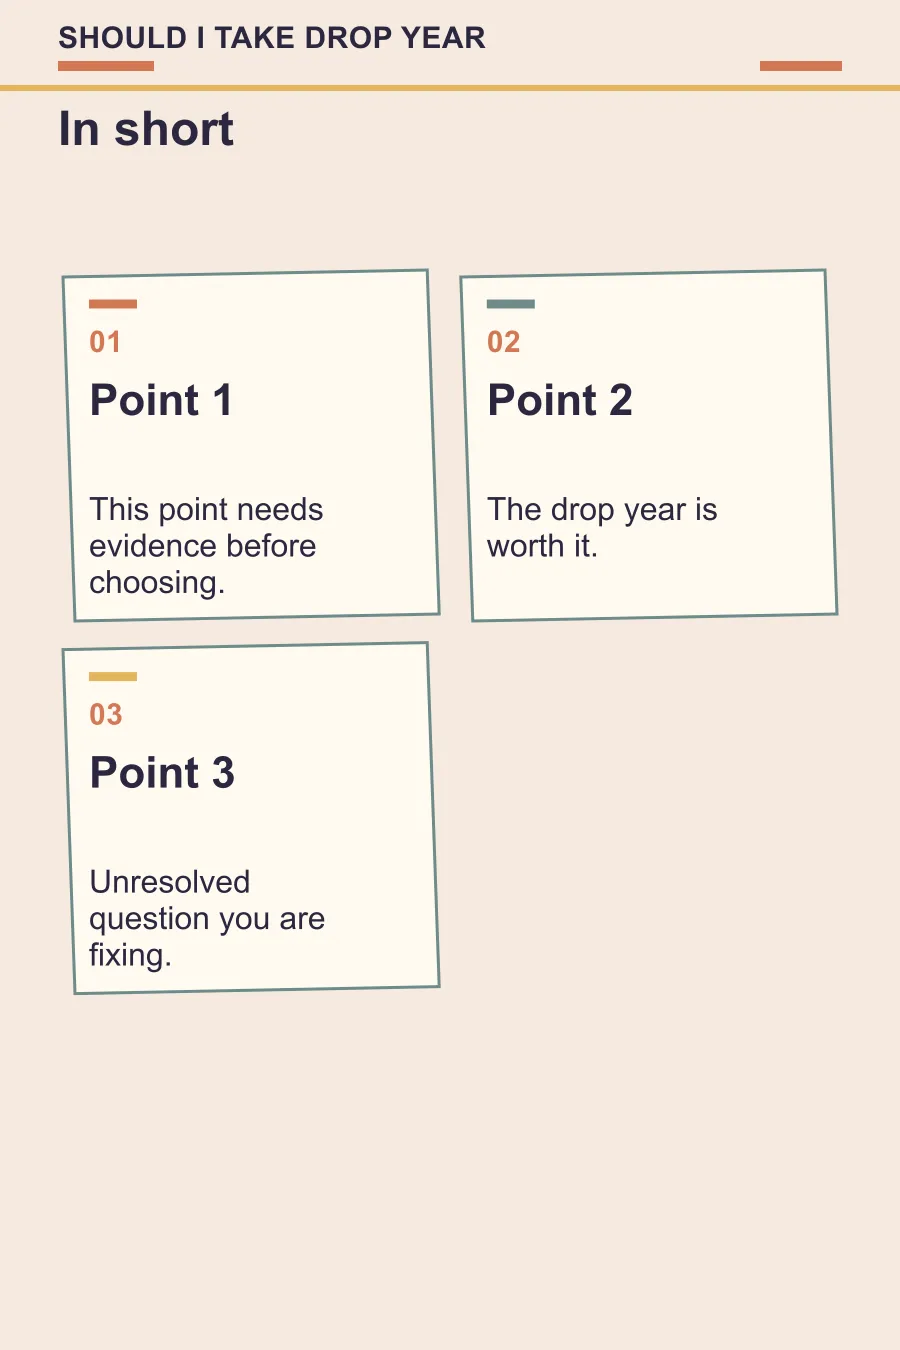 SHOULD I TAKE DROP YEAR
In short
01
Point 1
This point needs
evidence before
choosing.
02
Point 2
The drop year is
worth it.
03
Point 3
Unresolved
question you are
fixing.